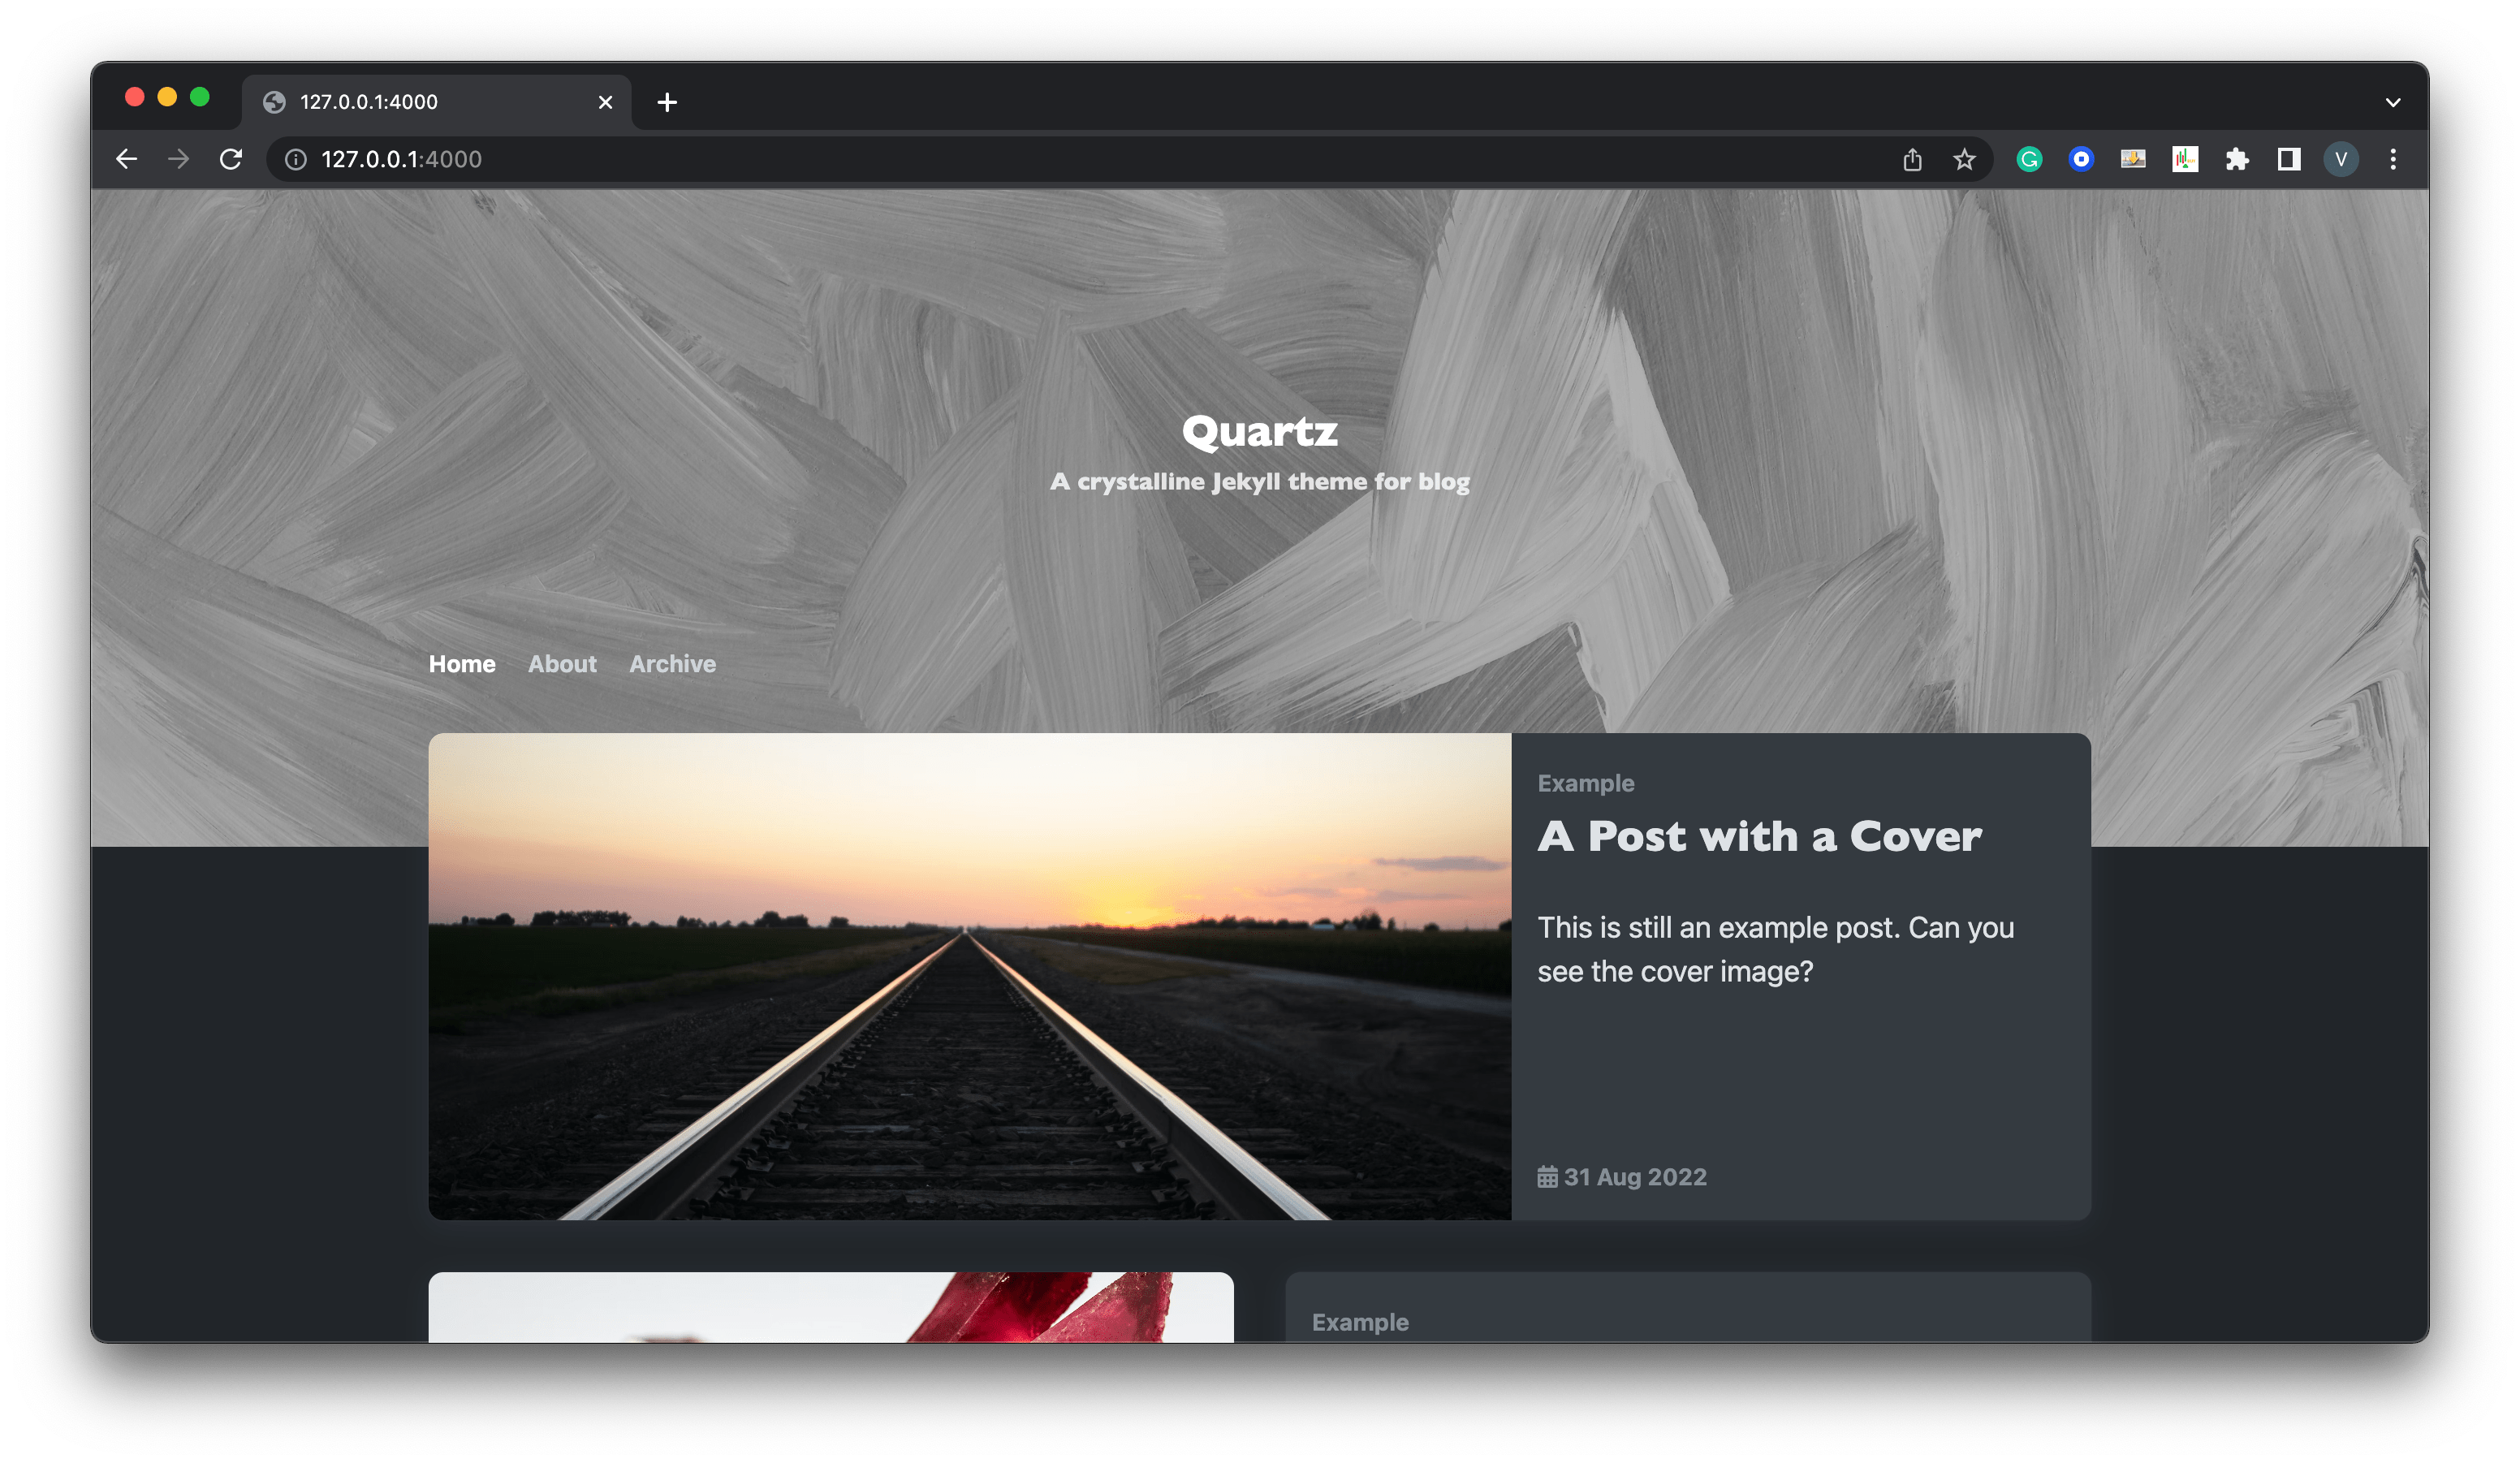 127.0.0.1:4000
127.0.0.1:4000
V
Quartz
A crystalline Jekyll theme for blog
Home About Archive
Example
A Post with a Cover
This is still an example post. Can you
see the cover image?
31 Aug 2022
Example